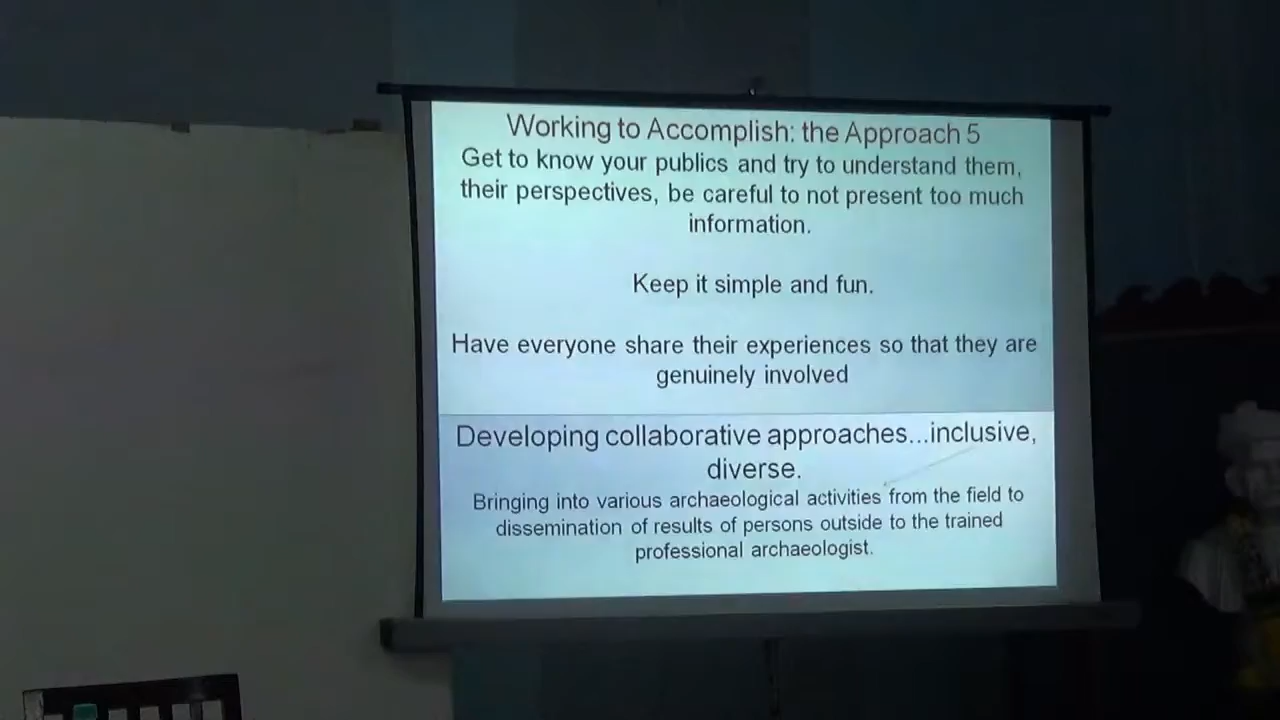 Working to Accomplish: the Approach 5
Get to know your publics and try to understand them,
their perspectives, be careful to not present too much
information.
Keep it simple and fun.
Have everyone share their experiences so that they are
genuinely involved
Developing collaborative approaches...inclusive,
diverse.
Bringing into various archaeological activities from the field to
dissemination of results of persons outside to the trained
professional archaeologist.